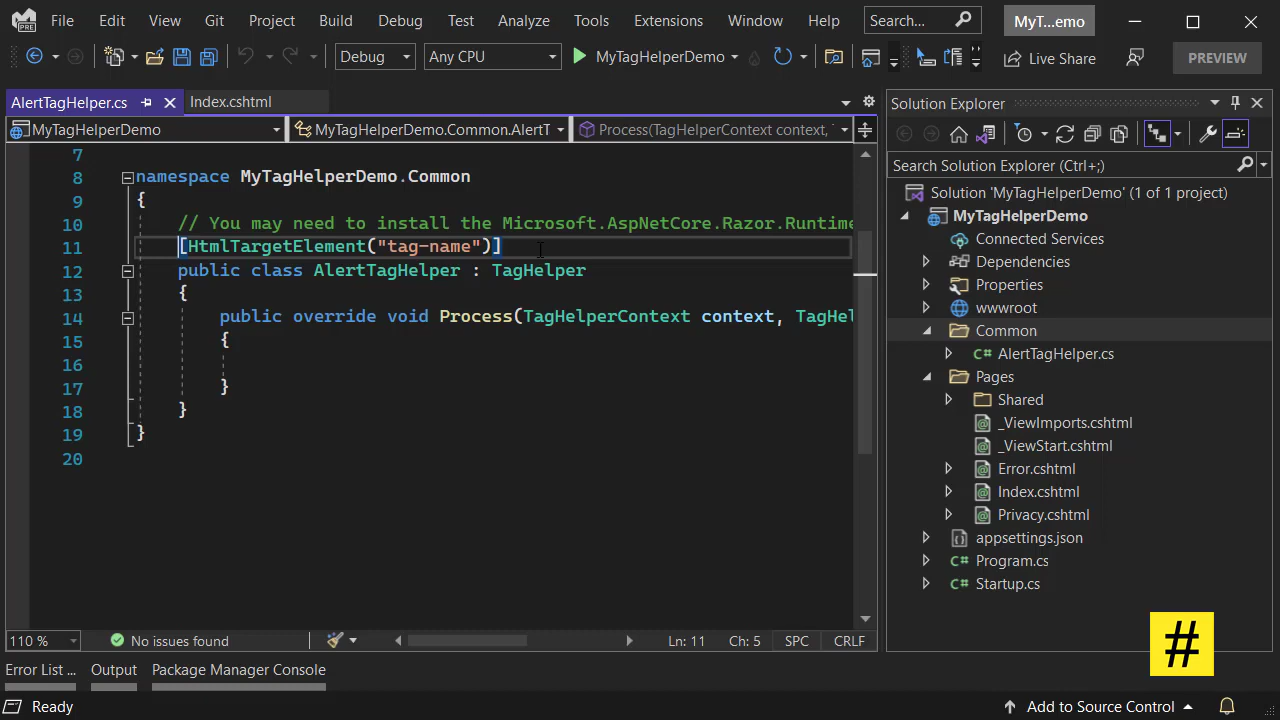 PRE File Edit View Git Project Build Debug Test Analyze Tools Extensions Window Help Search... MyT...emo
Debug Any CPU MyTagHelperDemo Live Share PREVIEW
AlertTagHelper.cs Index.cshtml
MyTagHelperDemo MyTagHelperDemo.Common.AlertT Process(TagHelperContext context,
7
8 namespace MyTagHelperDemo.Common
9 {
10 // You may need to install the Microsoft.AspNetCore.Razor.Runtime
11 [HtmlTargetElement("tag-name")]
12 public class AlertTagHelper : TagHelper
13 {
14 public override void Process(TagHelperContext context, TagHel
15 {
16
17 }
18 }
19 }
20
110 % No issues found Ln: 11 Ch: 5 SPC CRLF
Solution Explorer
Search Solution Explorer (Ctrl+;)
Solution 'MyTagHelperDemo' (1 of 1 project)
MyTagHelperDemo
Connected Services
Dependencies
Properties
wwwroot
Common
C# AlertTagHelper.cs
Pages
Shared
_ViewImports.cshtml
_ViewStart.cshtml
Error.cshtml
Index.cshtml
Privacy.cshtml
appsettings.json
C# Program.cs
C# Startup.cs
#
Error List ... Output Package Manager Console
Ready Add to Source Control